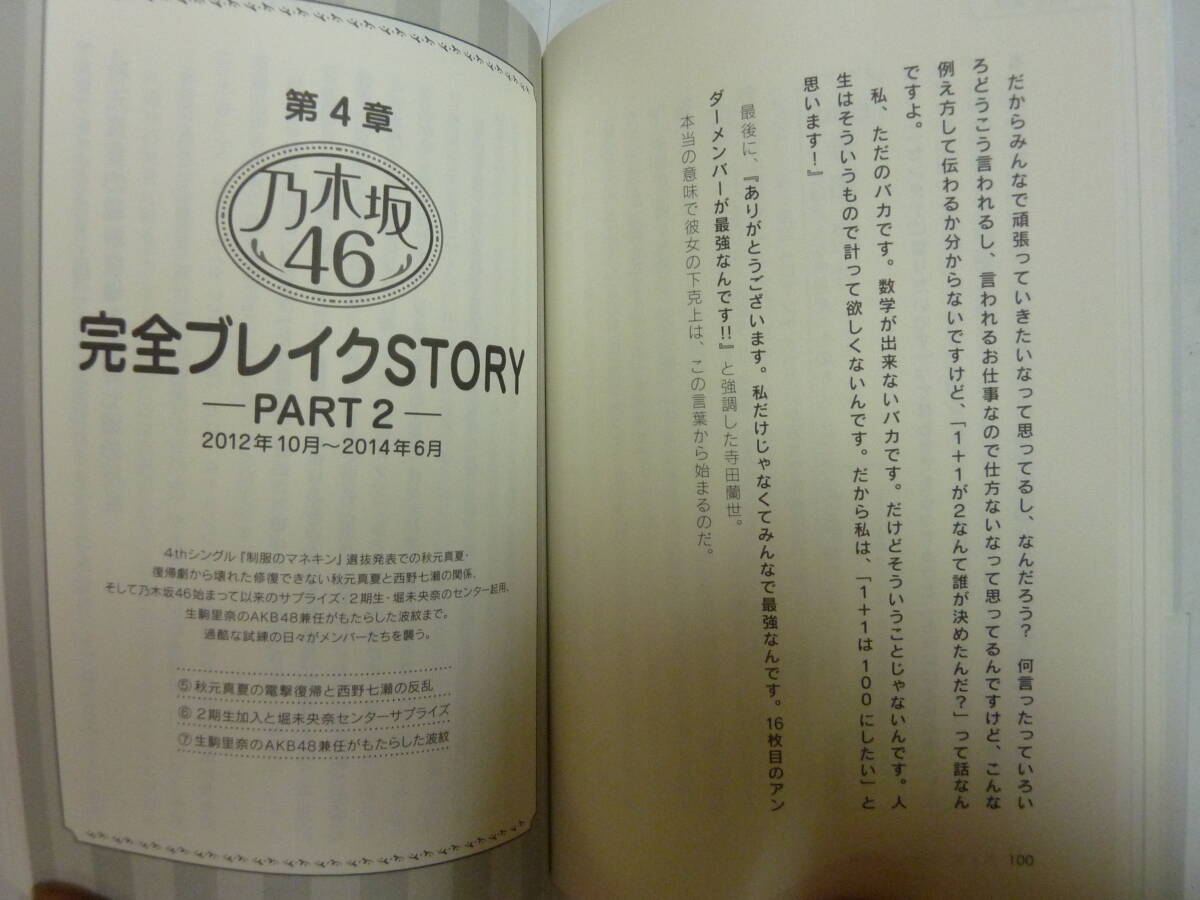 だからみんなで頑張っていきたいなって思ってるし、なんだろう? 何言ったっていろい
ろどうこう言われるし、言われるお仕事なので仕方ないなって思ってるんですけど、こんな
例え方して伝わるか分からないですけど、「1+1が2なんて誰が決めたんだ?」って話なん
ですよ。
私、ただのバカです。数学が出来ないバカです。だけどそういうことじゃないんです。人
生はそういうもので計って欲しくないんです。だから私は、「1+1は100にしたい」と
思います!』
最後に、『ありがとうございます。私だけじゃなくてみんなで最強なんです。16枚目のアン
ダーメンバーが最強なんです!!』と強調した寺田蘭世。
本当の意味で彼女の下克上は、この言葉から始まるのだ。
100
第4章
乃木坂
46
完全ブレイクSTORY
—PART 2—
2012年10月〜2014年6月
4thシングル『制服のマネキン』選抜発表での秋元真夏・
復帰劇から壊れた修復できない秋元真夏と西野七瀬の関係、
そして乃木坂46始まって以来のサプライズ・2期生・堀未央奈のセンター起用、
生駒里奈のAKB48兼任がもたらした波紋まで。
過酷な試練の日々がメンバーたちを襲う。
⑤秋元真夏の電撃復帰と西野七瀬の反乱
⑥2期生加入と堀未央奈センターサプライズ
⑦生駒里奈のAKB48兼任がもたらした波紋